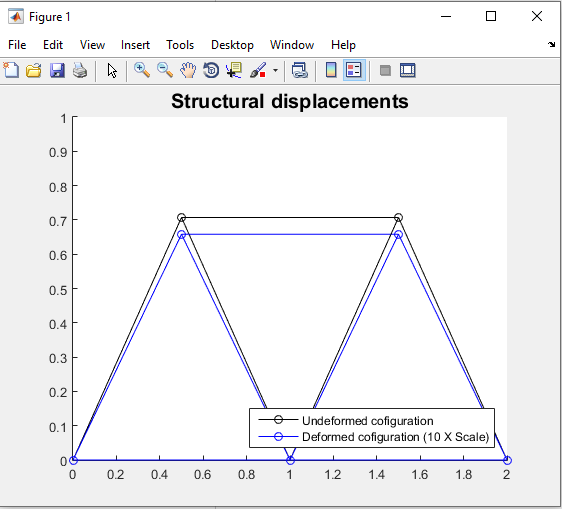 Figure 1
File Edit View Insert Tools Desktop Window Help
Structural displacements
1
0.9
0.8
0.7
0.6
0.5
0.4
0.3
0.2
0.1
0
Undeformed cofiguration
Deformed cofiguration (10 X Scale)
0 0.2 0.4 0.6 0.8 1 1.2 1.4 1.6 1.8 2